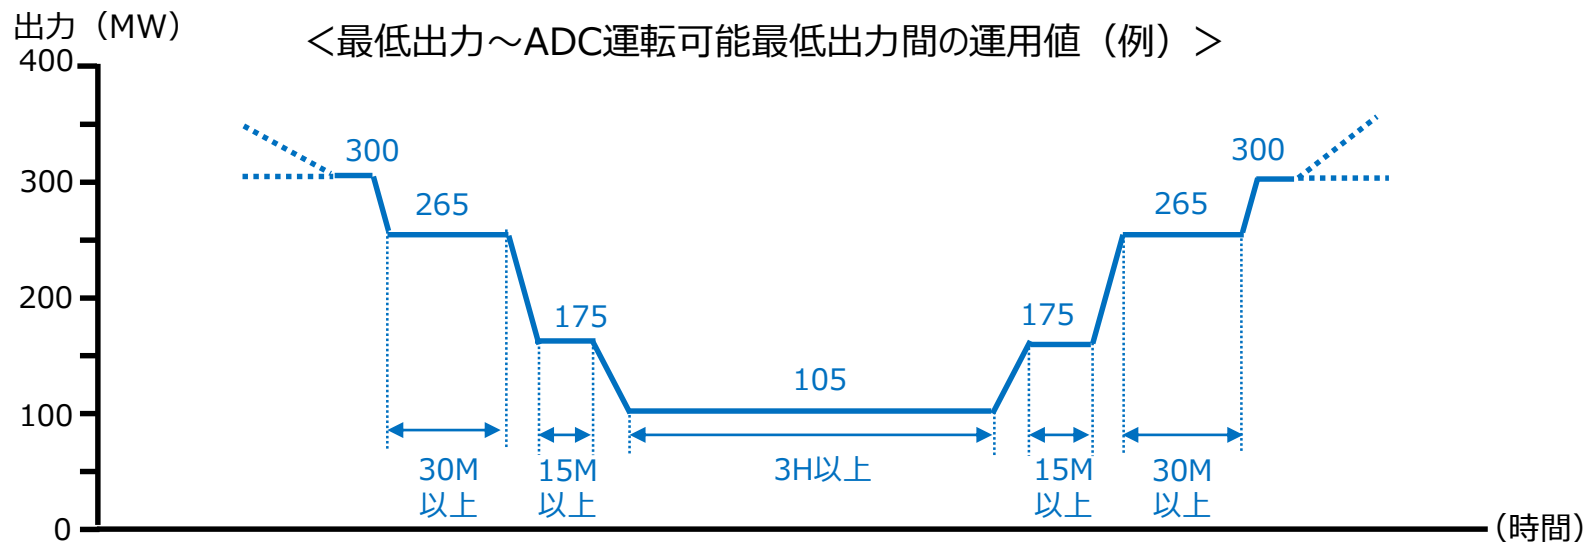 出力（MW）
＜最低出力～ADC運転可能最低出力間の運用値（例）＞
400
300
200
100
0
300
265
175
105
175
265
300
30M
以上
15M
以上
3H以上
15M
以上
30M
以上
（時間）